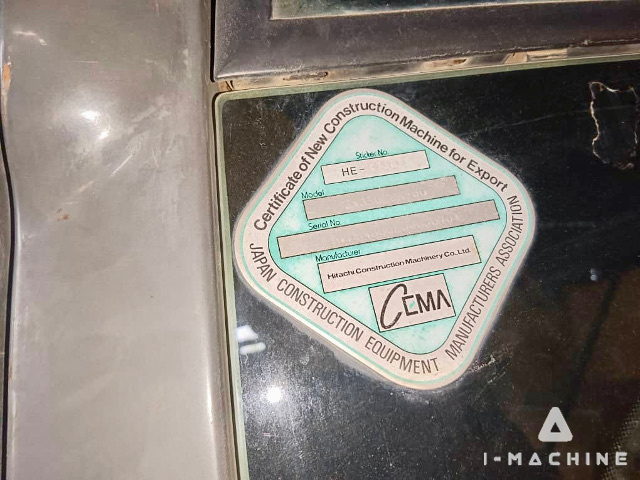 Certificate of New Construction Machine for Export
Sticker No.
HE-
Model
Serial No.
Manufacturer
Hitachi Construction Machinery Co., Ltd.
CEMA
JAPAN CONSTRUCTION EQUIPMENT MANUFACTURERS ASSOCIATION
I-MACHINE